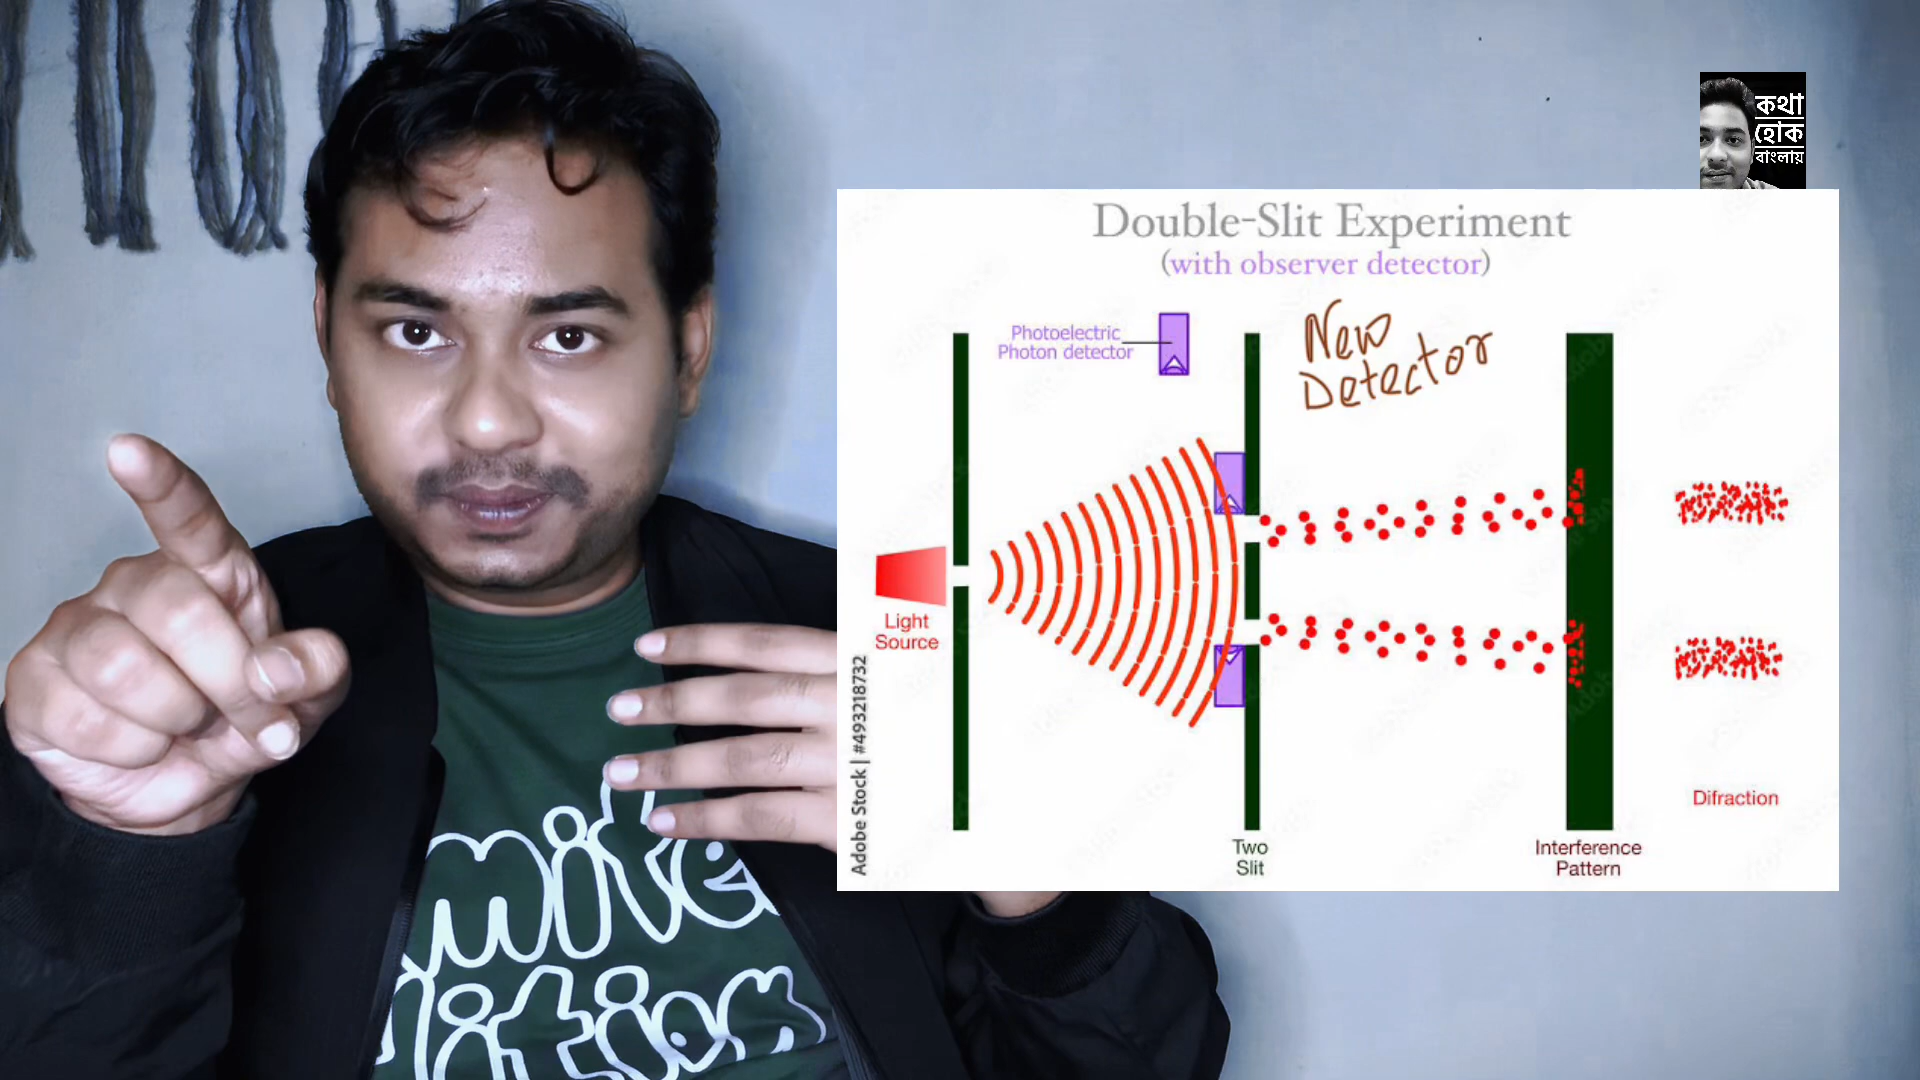 কথা
হোক
বাংলায়
Double-Slit Experiment
(with observer detector)
Photoelectric
Photon detector
New
Detector
Light
Source
Two
Slit
Interference
Pattern
Difraction
Adobe Stock | #493218732